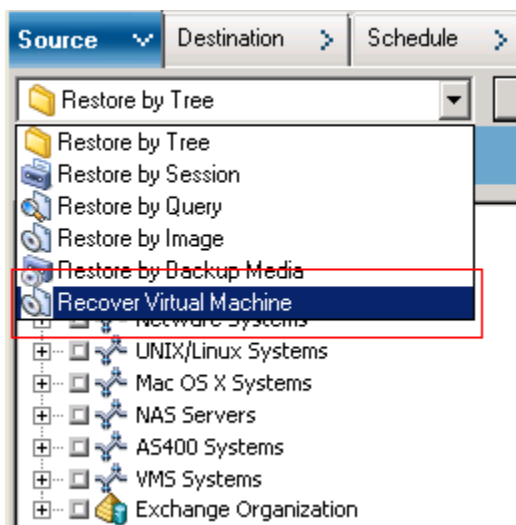 Source Destination Schedule
Restore by Tree
Restore by Tree
Restore by Session
Restore by Query
Restore by Image
Restore by Backup Media
Recover Virtual Machine
Netware Systems
UNIX/Linux Systems
Mac OS X Systems
NAS Servers
AS400 Systems
VMS Systems
Exchange Organization